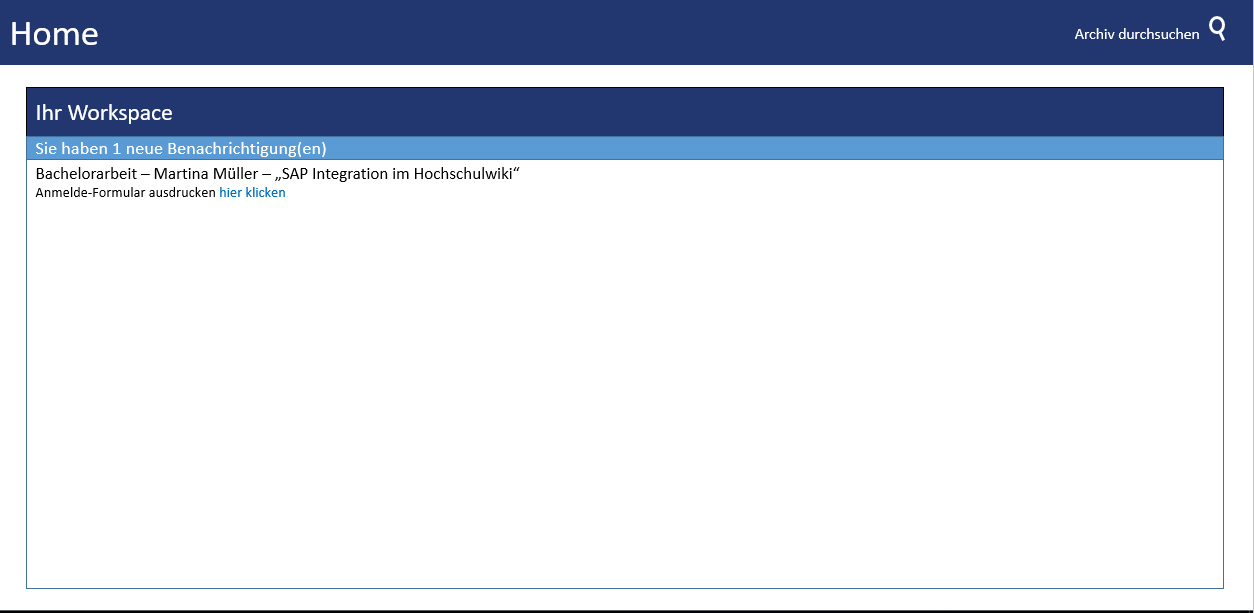 Home
Archiv durchsuchen
Ihr Workspace
Sie haben 1 neue Benachrichtigung(en)
Bachelorarbeit – Martina Müller – „SAP Integration im Hochschulwiki“
Anmelde-Formular ausdrucken hier klicken